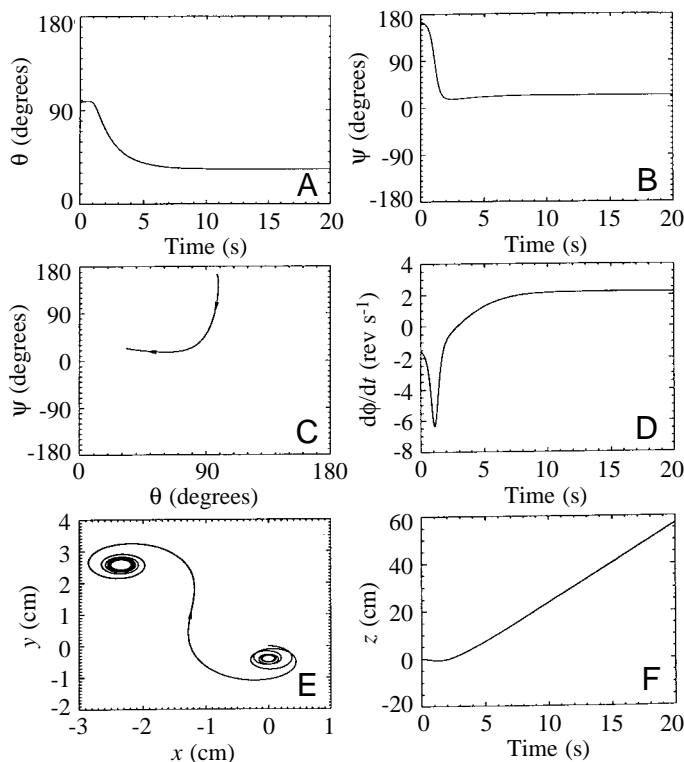 180
90
0
θ (degrees)
A
0 5 10 15 20
Time (s)
180
90
0
-90
-180
Ψ (degrees)
B
0 5 10 15 20
Time (s)
180
90
0
-90
-180
Ψ (degrees)
C
0 90 180
θ (degrees)
4
2
0
-2
-4
-6
-8
dϕ/dt (rev s⁻¹)
D
0 5 10 15 20
Time (s)
4
3
2
1
0
-1
-2
y (cm)
E
-3 -2 -1 0 1
x (cm)
60
40
20
0
-20
z (cm)
F
0 5 10 15 20
Time (s)